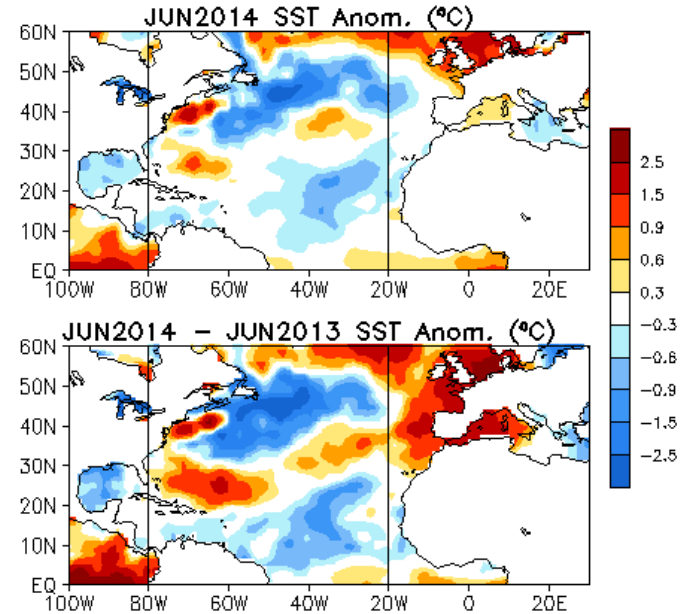 JUN2014 SST Anom. (ºC)
60N
50N
40N
30N
20N
10N
EQ
100W 80W 60W 40W 20W 0 20E
2.5
1.5
0.9
0.6
0.3
-0.3
-0.6
-0.9
-1.5
-2.5
JUN2014 - JUN2013 SST Anom. (ºC)
60N
50N
40N
30N
20N
10N
EQ
100W 80W 60W 40W 20W 0 20E